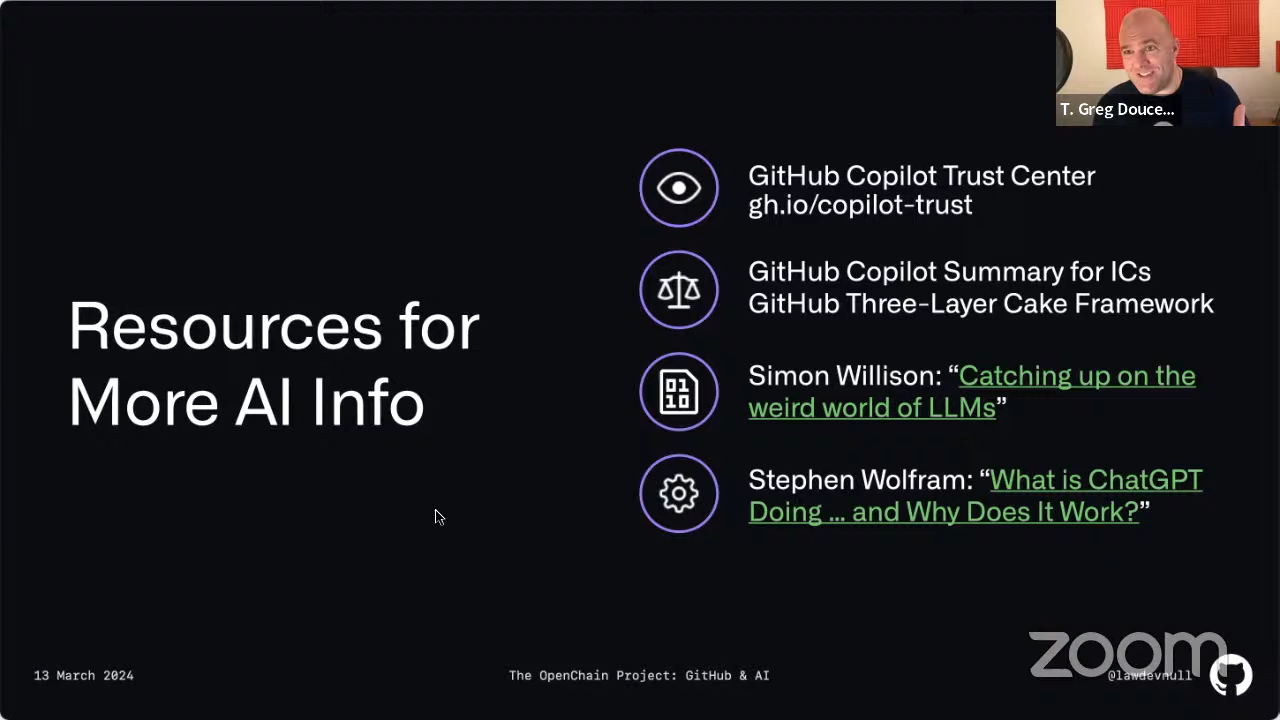 T. Greg Douce...
GitHub Copilot Trust Center
gh.io/copilot-trust
GitHub Copilot Summary for ICs
GitHub Three-Layer Cake Framework
Resources for
More AI Info
Simon Willison: “Catching up on the
weird world of LLMs”
Stephen Wolfram: “What is ChatGPT
Doing ... and Why Does It Work?”
01
10
13 March 2024
The OpenChain Project: GitHub & AI
@lawdevnull
zoom